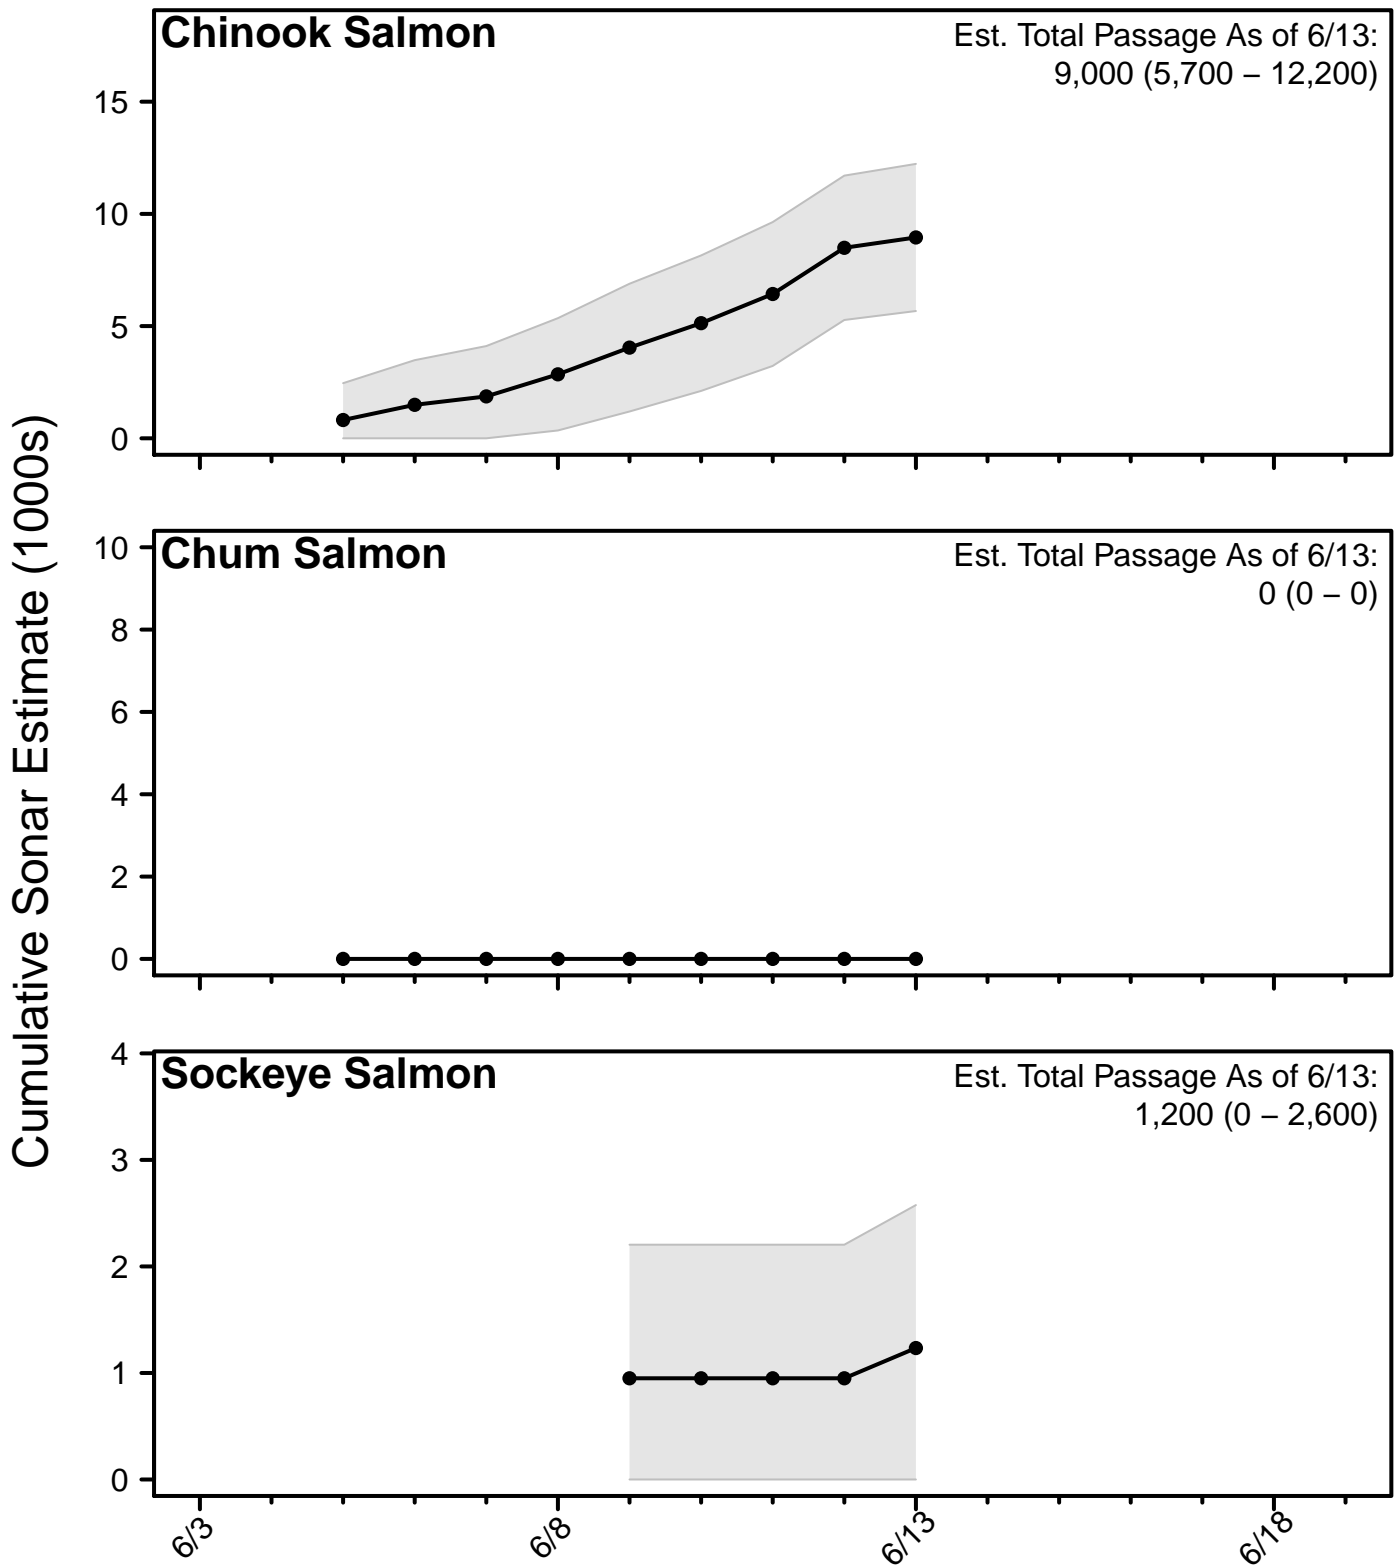 Cumulative Sonar Estimate (1000s)
Chinook Salmon
Est. Total Passage As of 6/13:
9,000 (5,700 – 12,200)
15
10
5
0
Chum Salmon
Est. Total Passage As of 6/13:
0 (0 – 0)
10
8
6
4
2
0
Sockeye Salmon
Est. Total Passage As of 6/13:
1,200 (0 – 2,600)
4
3
2
1
0
6/3
6/8
6/13
6/18